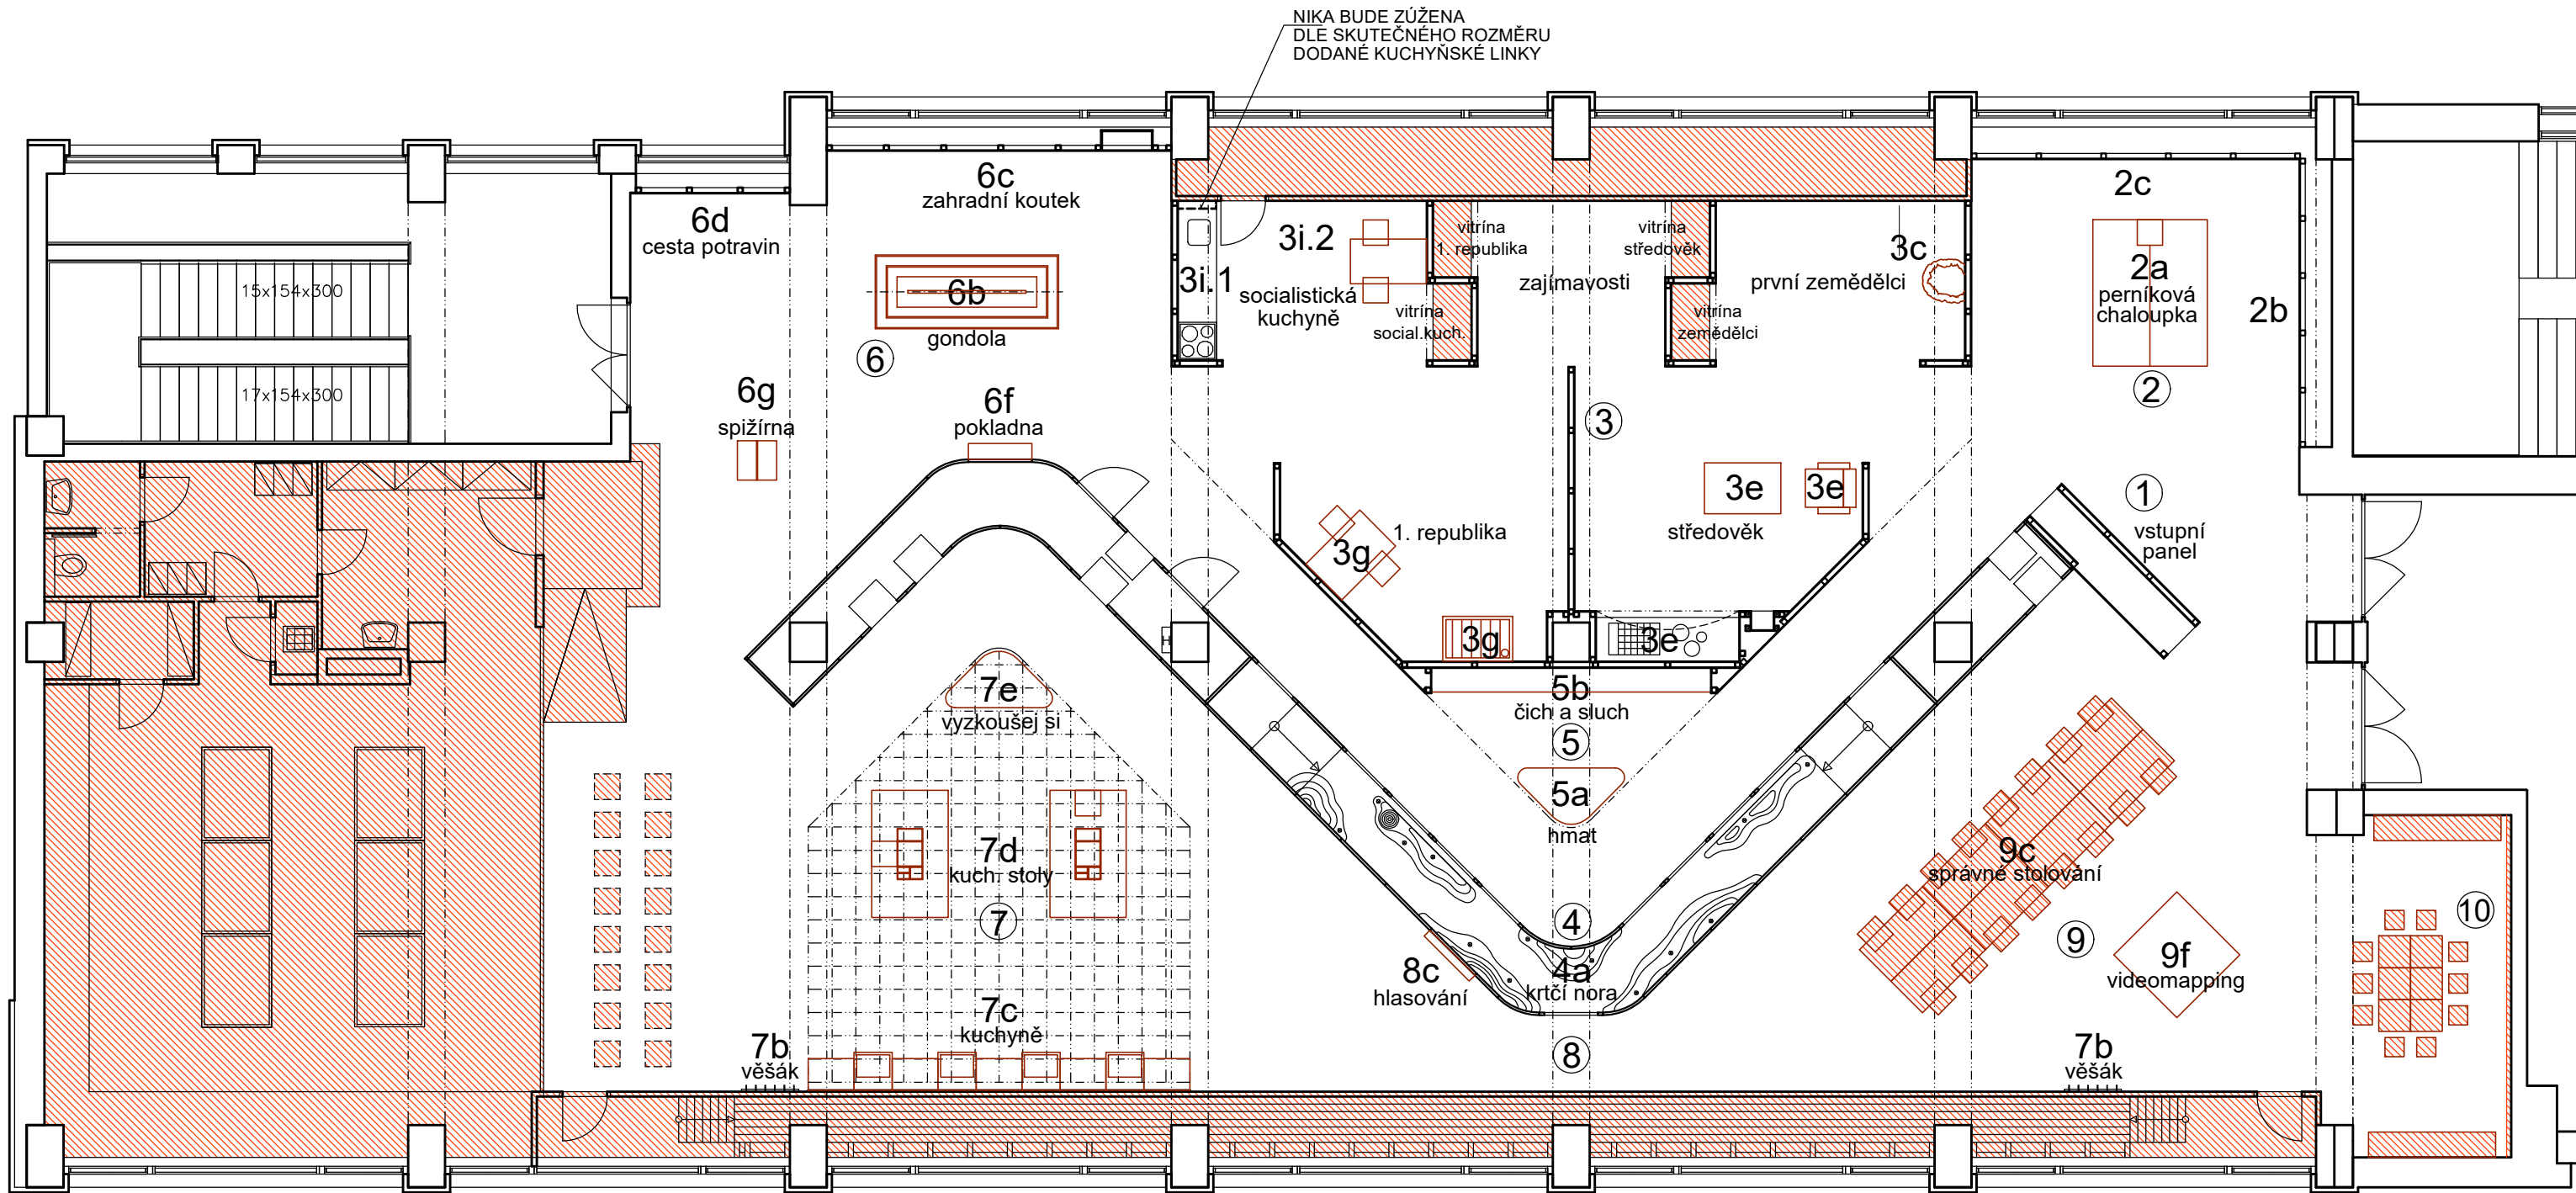 NIKA BUDE ZÚŽENA
DLE SKUTEČNÉHO ROZMĚRU
DODANÉ KUCHYŇSKÉ LINKY
6c
zahradní koutek
6d
cesta potravin
15x154x300
17x154x300
6b
gondola
6
6g
spižírna
6f
pokladna
3i.1
3i.2
socialistická
kuchyně
vitrína
1. republika
vitrína
social.kuch.
zajímavosti
vitrína
středověk
vitrína
zemědělci
3c
první zemědělci
2c
2a
perníková
chaloupka
2b
2
3
1
vstupní
panel
3e
3e
středověk
1. republika
3g
3g
3e
5b
čich a sluch
5
5a
hmat
7e
vyzkoušej si
7d
kuch. stoly
7
7c
kuchyně
7b
věšák
4
4a
krtčí nora
8c
hlasování
8
9c
správné stolování
9
9f
videomapping
7b
věšák
10